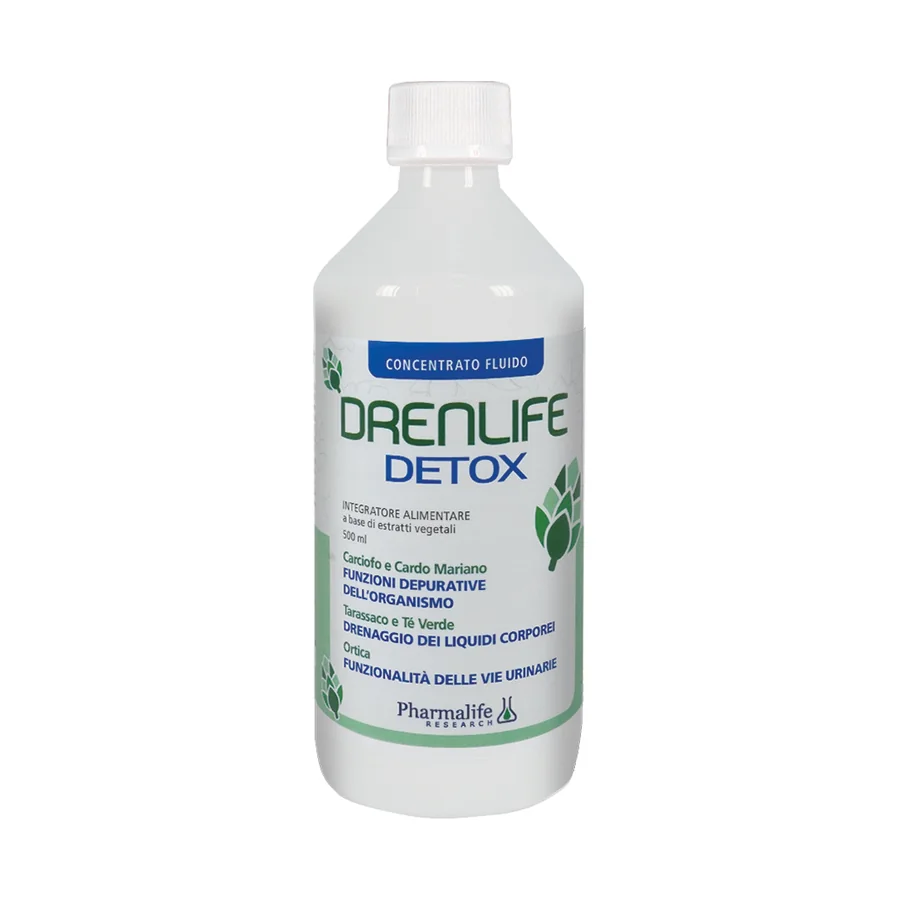 CONCENTRATO FLUIDO
DRENLIFE
DETOX
INTEGRATORE ALIMENTARE
a base di estratti vegetali
500 ml
Carciofo e Cardo Mariano
FUNZIONI DEPURATIVE
DELL'ORGANISMO
Tarassaco e Té Verde
DRENAGGIO DEI LIQUIDI CORPOREI
Ortica
FUNZIONALITÀ DELLE VIE URINARIE
Pharmalife
RESEARCH